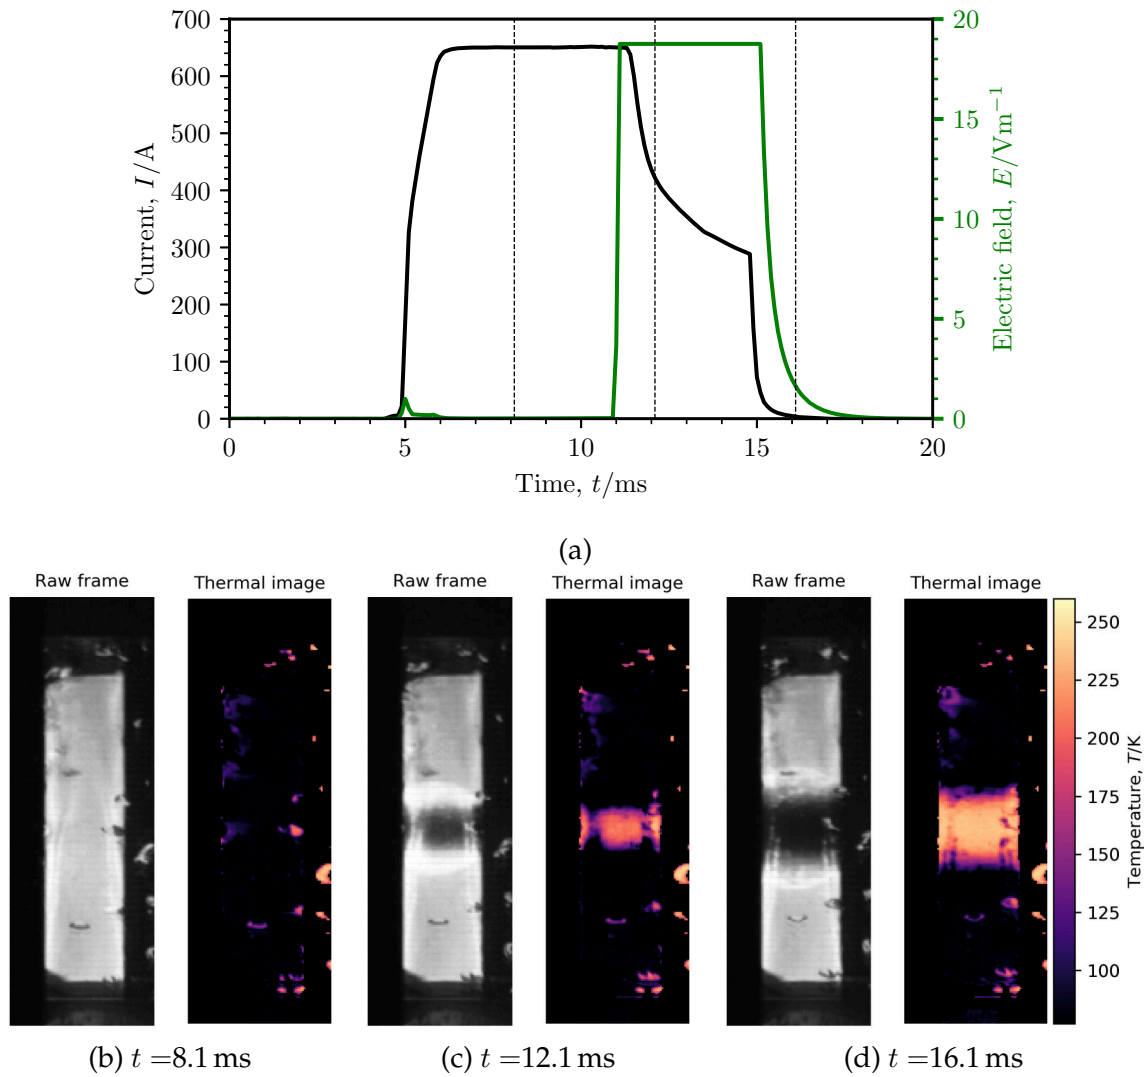 700
600
500
400
300
200
100
0
Current, I/A
20
15
10
5
0
Electric field, E/Vm⁻¹
0 5 10 15 20
Time, t/ms
(a)
Raw frame Thermal image Raw frame Thermal image Raw frame Thermal image
250
225
200
175
150
125
100
Temperature, T/K
(b) t =8.1 ms (c) t =12.1 ms (d) t =16.1 ms